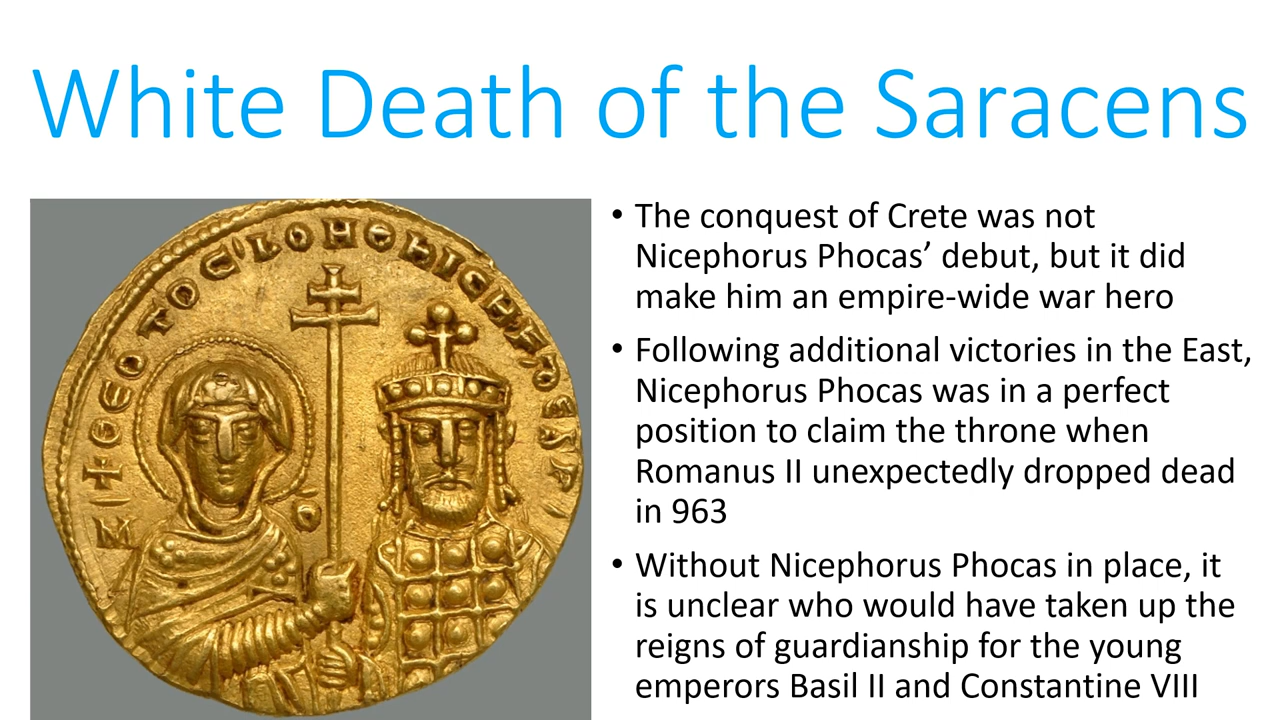 White Death of the Saracens
• The conquest of Crete was not
Nicephorus Phocas’ debut, but it did
make him an empire-wide war hero
• Following additional victories in the East,
Nicephorus Phocas was in a perfect
position to claim the throne when
Romanus II unexpectedly dropped dead
in 963
• Without Nicephorus Phocas in place, it
is unclear who would have taken up the
reigns of guardianship for the young
emperors Basil II and Constantine VIII